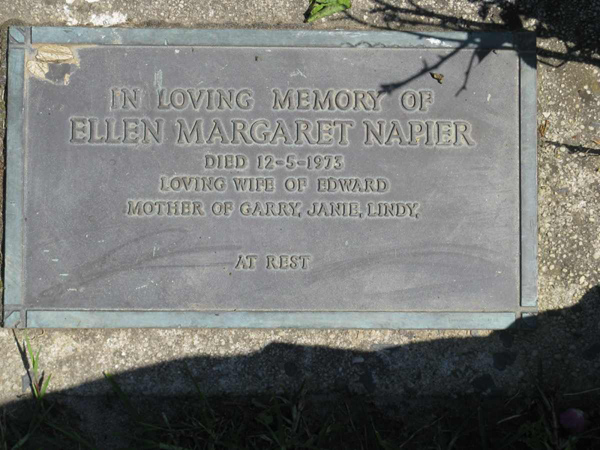 IN LOVING MEMORY OF
ELLEN MARGARET NAPIER
DIED 12-5-1973
LOVING WIFE OF EDWARD
MOTHER OF GARRY, JANIE, LINDY,
AT REST